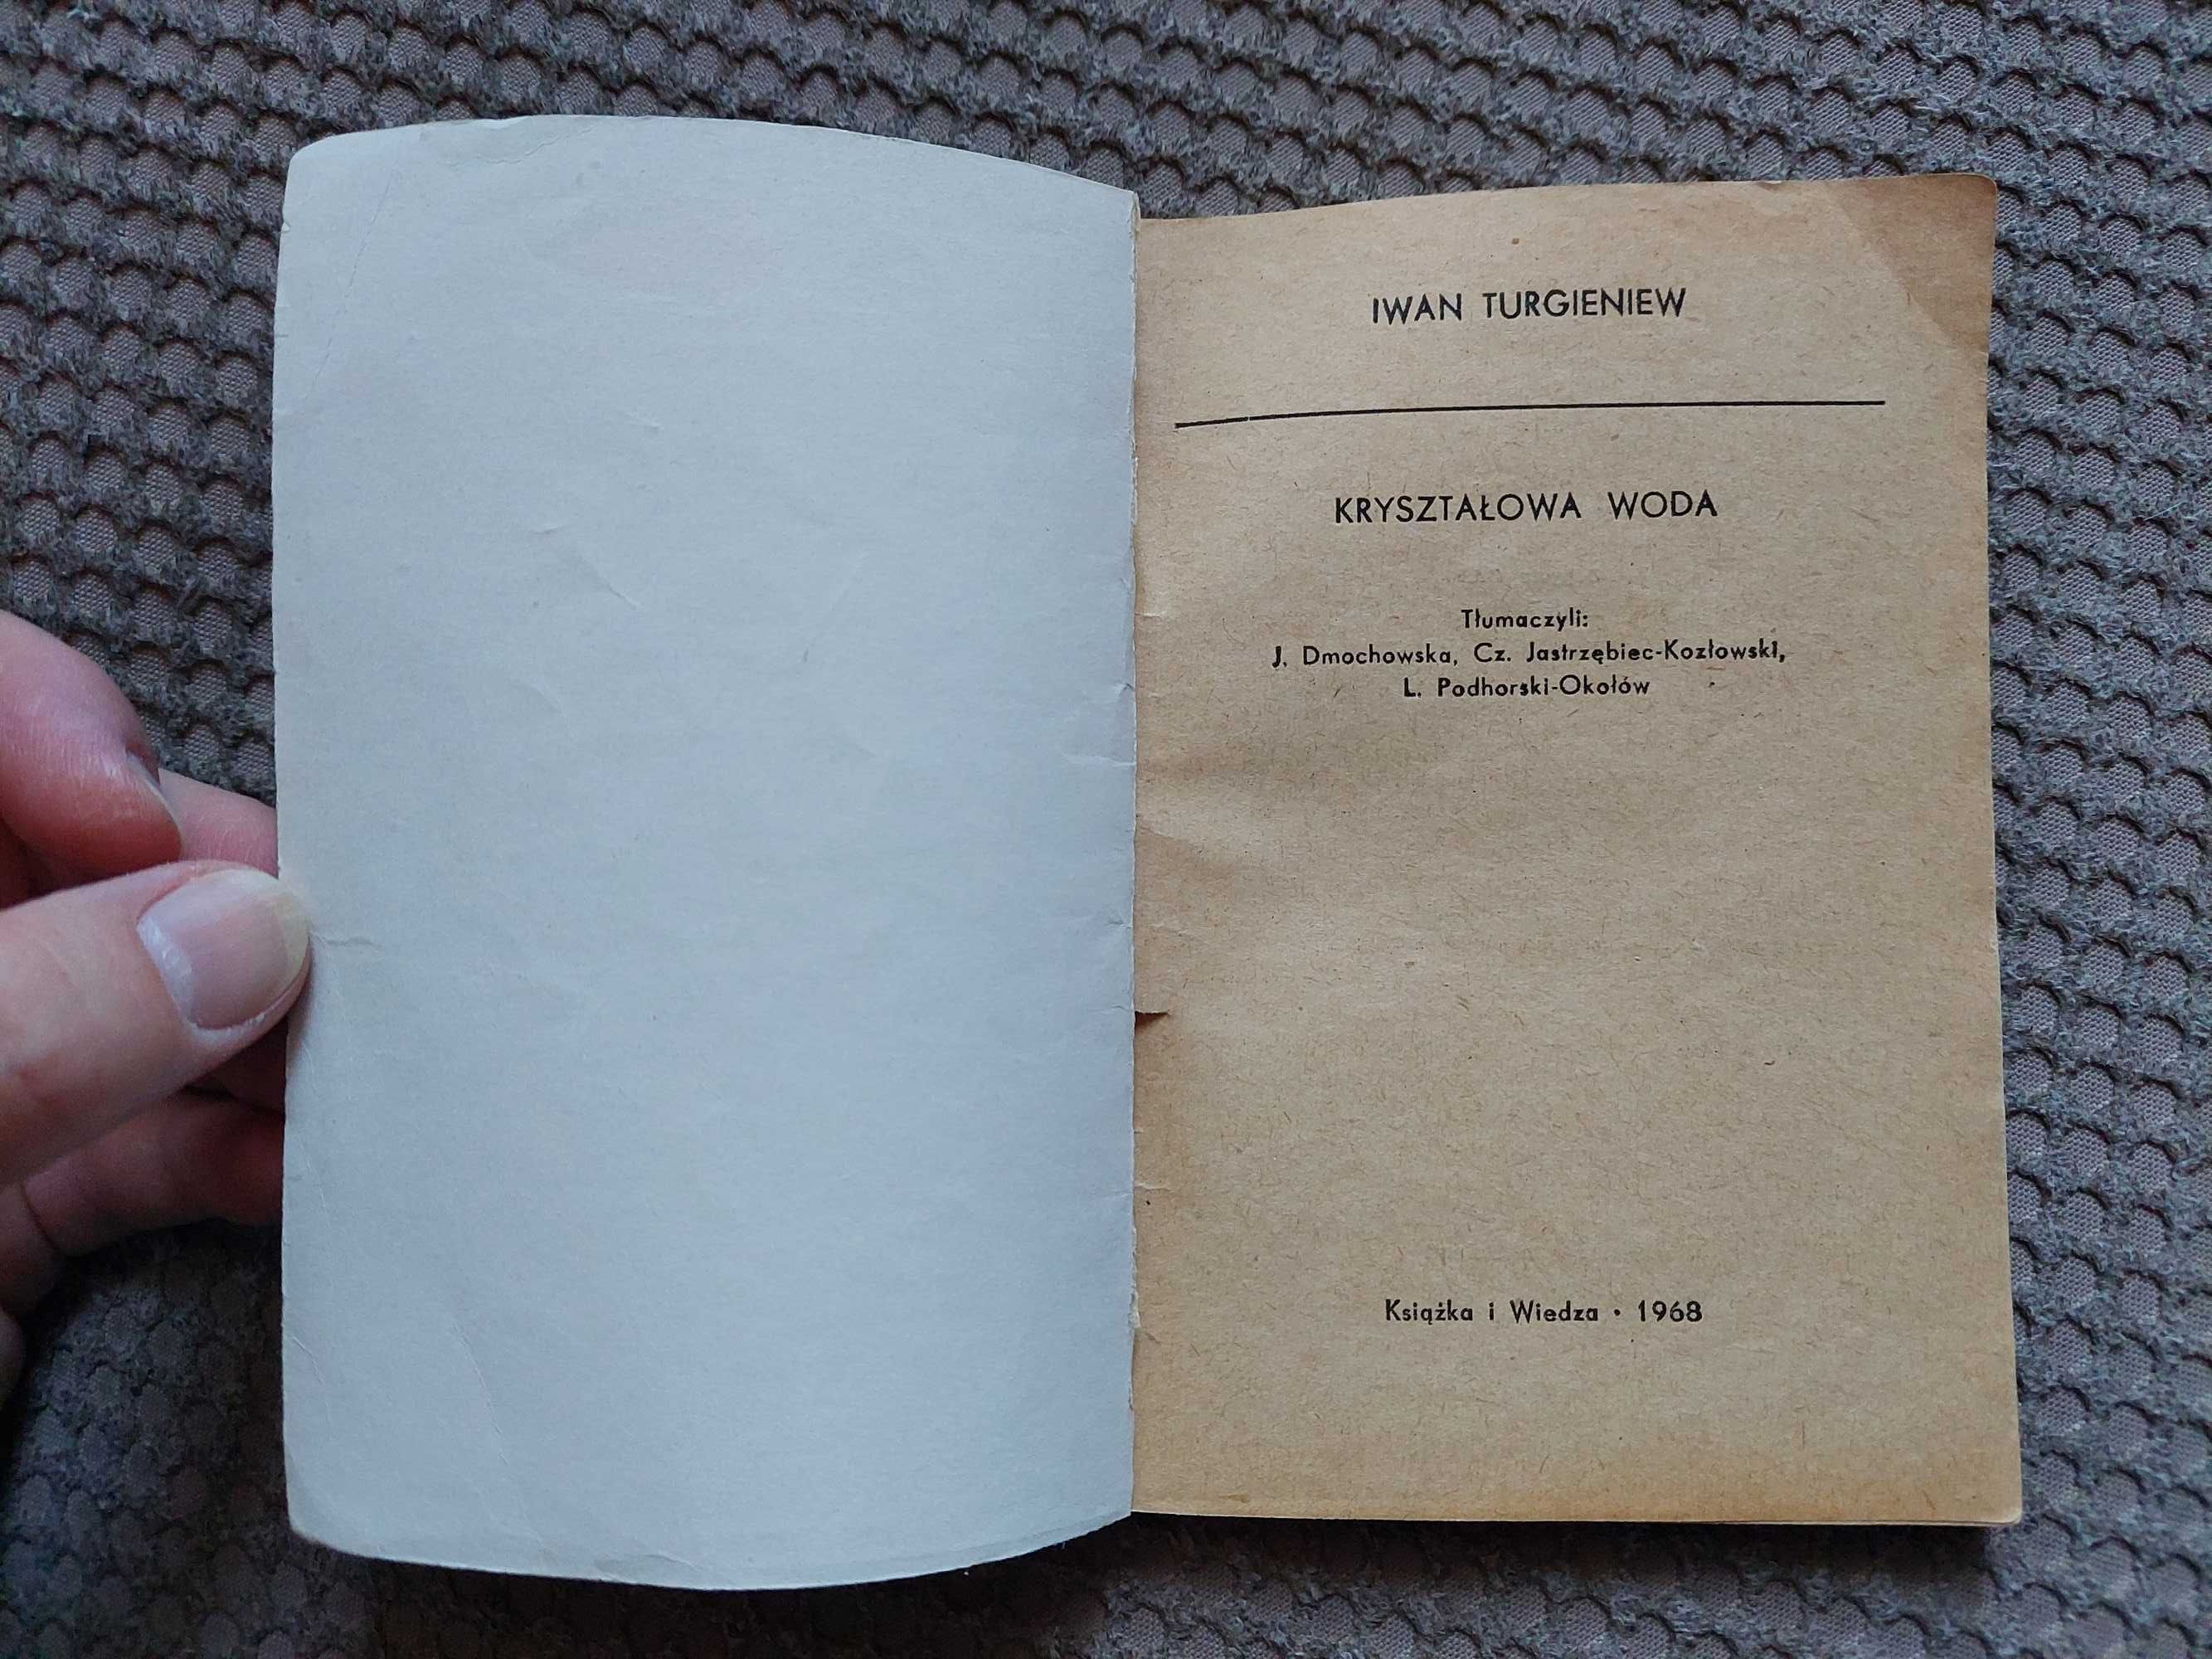 IWAN TURGIENIEW
KRYSZTAŁOWA WODA
Tłumaczyli:
J. Dmochowska, Cz. Jastrzębiec-Kozłowski,
L. Podhorski-Okołów
Książka i Wiedza • 1968